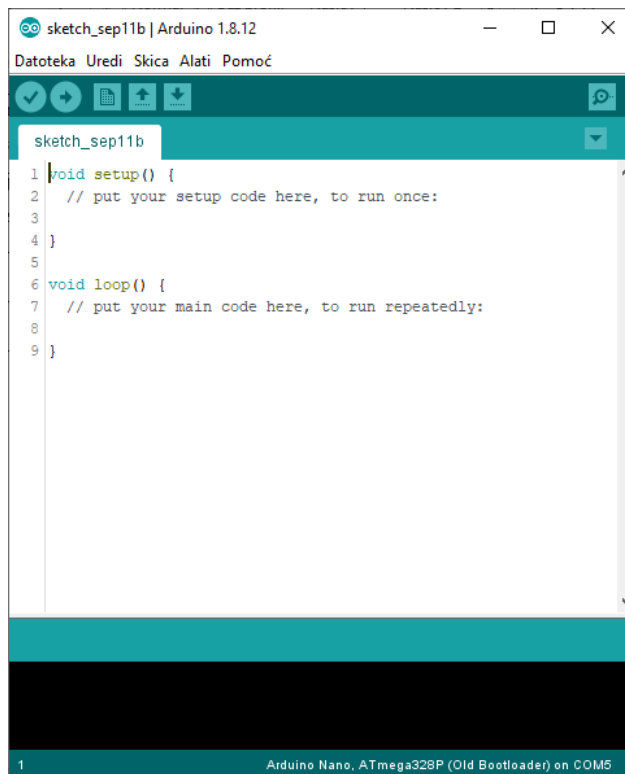 sketch_sep11b | Arduino 1.8.12
Datoteka Uredi Skica Alati Pomoć
sketch_sep11b
1 void setup() {
2   // put your setup code here, to run once:
3
4 }
5
6 void loop() {
7   // put your main code here, to run repeatedly:
8
9 }
1 Arduino Nano, ATmega328P (Old Bootloader) on COM5